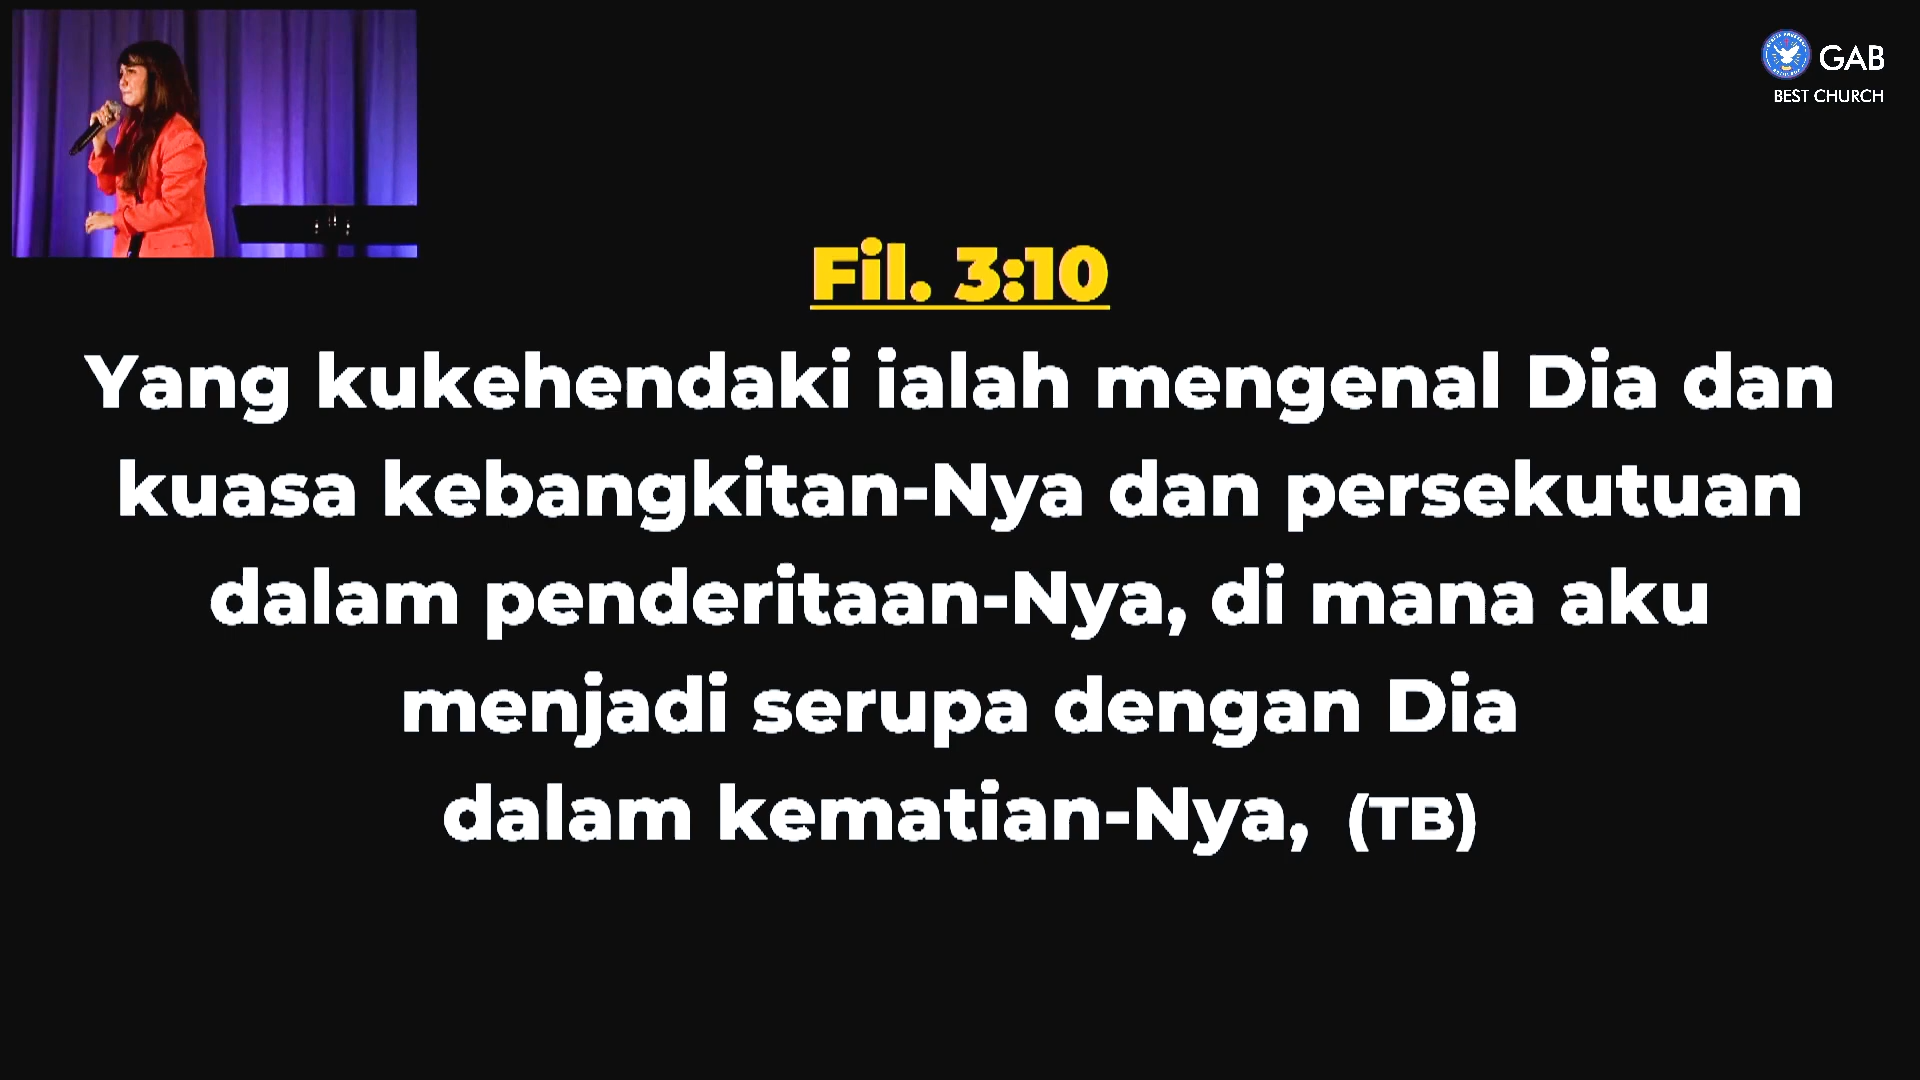 GAB
BEST CHURCH
Fil. 3:10
Yang kukehendaki ialah mengenal Dia dan
kuasa kebangkitan-Nya dan persekutuan
dalam penderitaan-Nya, di mana aku
menjadi serupa dengan Dia
dalam kematian-Nya, (TB)